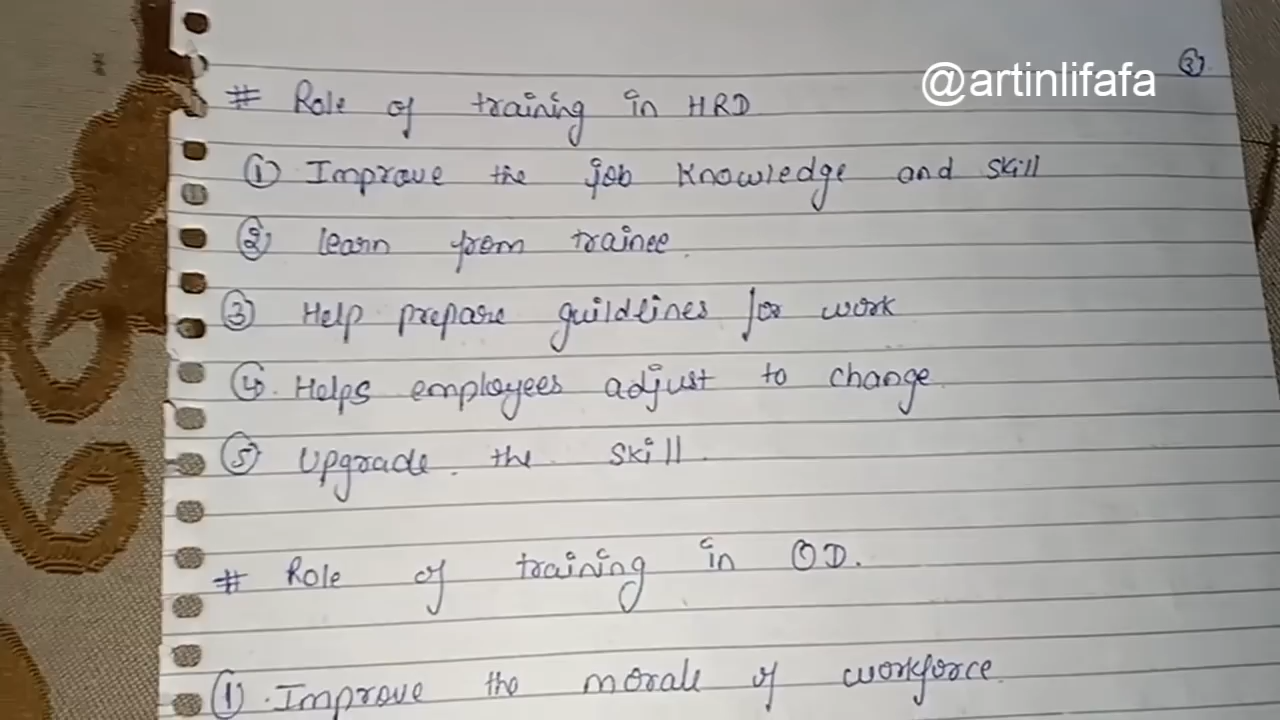 @artinlifafa
③
# Role of training in HRD
① Improve the job knowledge and skill
② learn from trainee.
③ Help prepare guildlines for work
④. Helps employees adjust to change.
⑤ Upgrade. the skill.
# Role of training in OD.
①. Improve the morale of workforce.